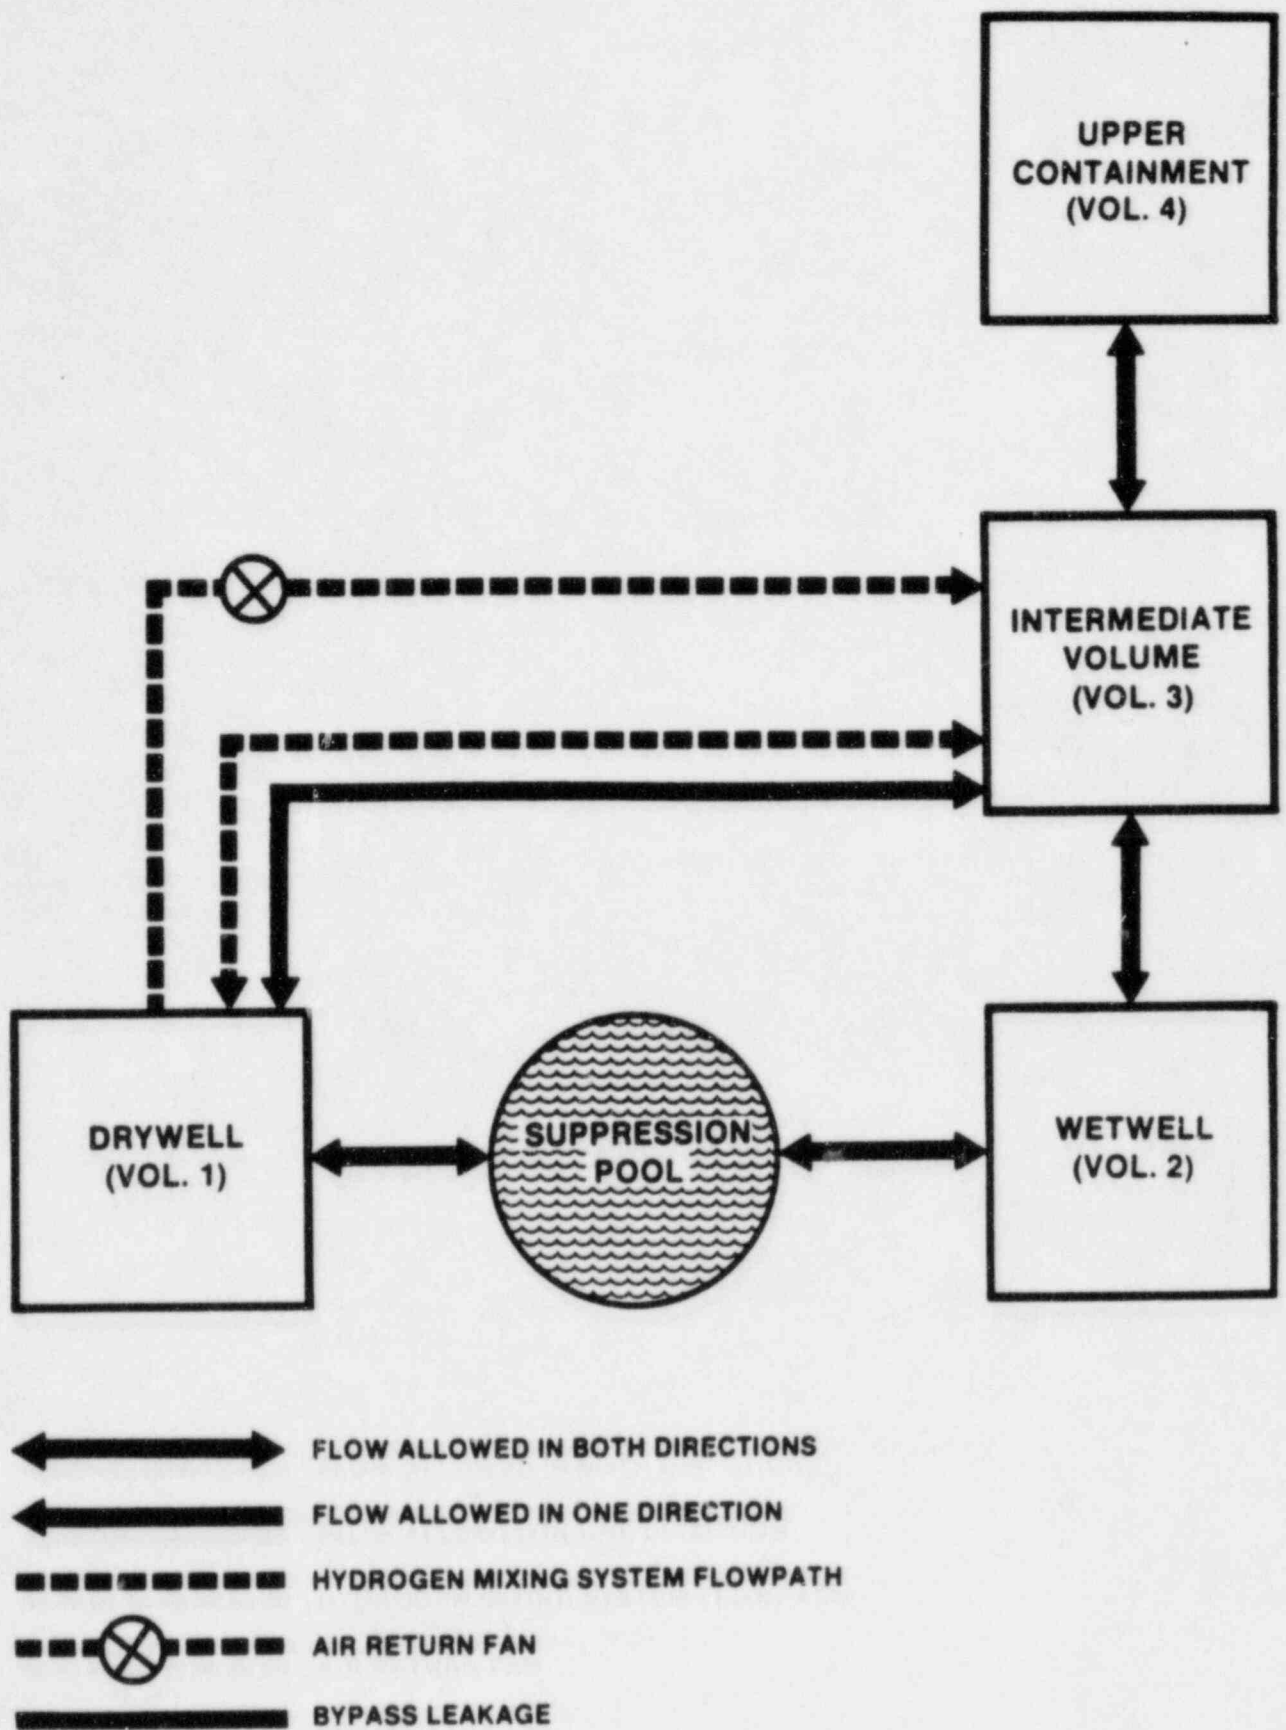 UPPER
CONTAINMENT
(VOL. 4)
INTERMEDIATE
VOLUME
(VOL. 3)
DRYWELL
(VOL. 1)
SUPPRESSION
POOL
WETWELL
(VOL. 2)
FLOW ALLOWED IN BOTH DIRECTIONS
FLOW ALLOWED IN ONE DIRECTION
HYDROGEN MIXING SYSTEM FLOWPATH
AIR RETURN FAN
BYPASS LEAKAGE